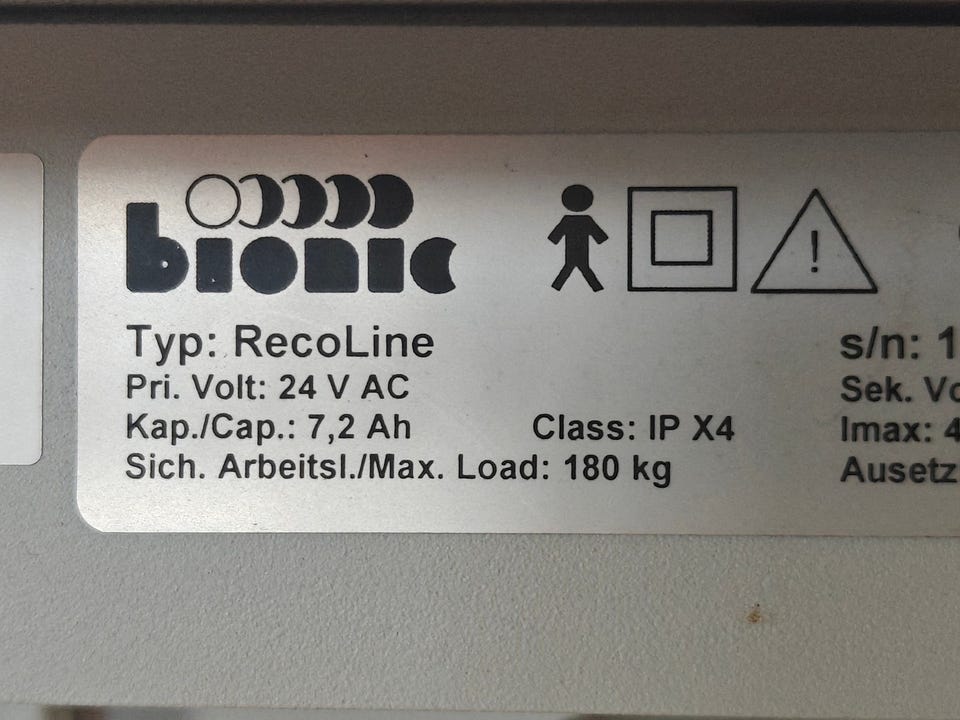 bionic
Typ: RecoLine
s/n: 1
Pri. Volt: 24 V AC
Sek.
Kap./Cap.: 7,2 Ah Class: IP X4
Imax: 4
Sich. Arbeitsl./Max. Load: 180 kg
Ausetz